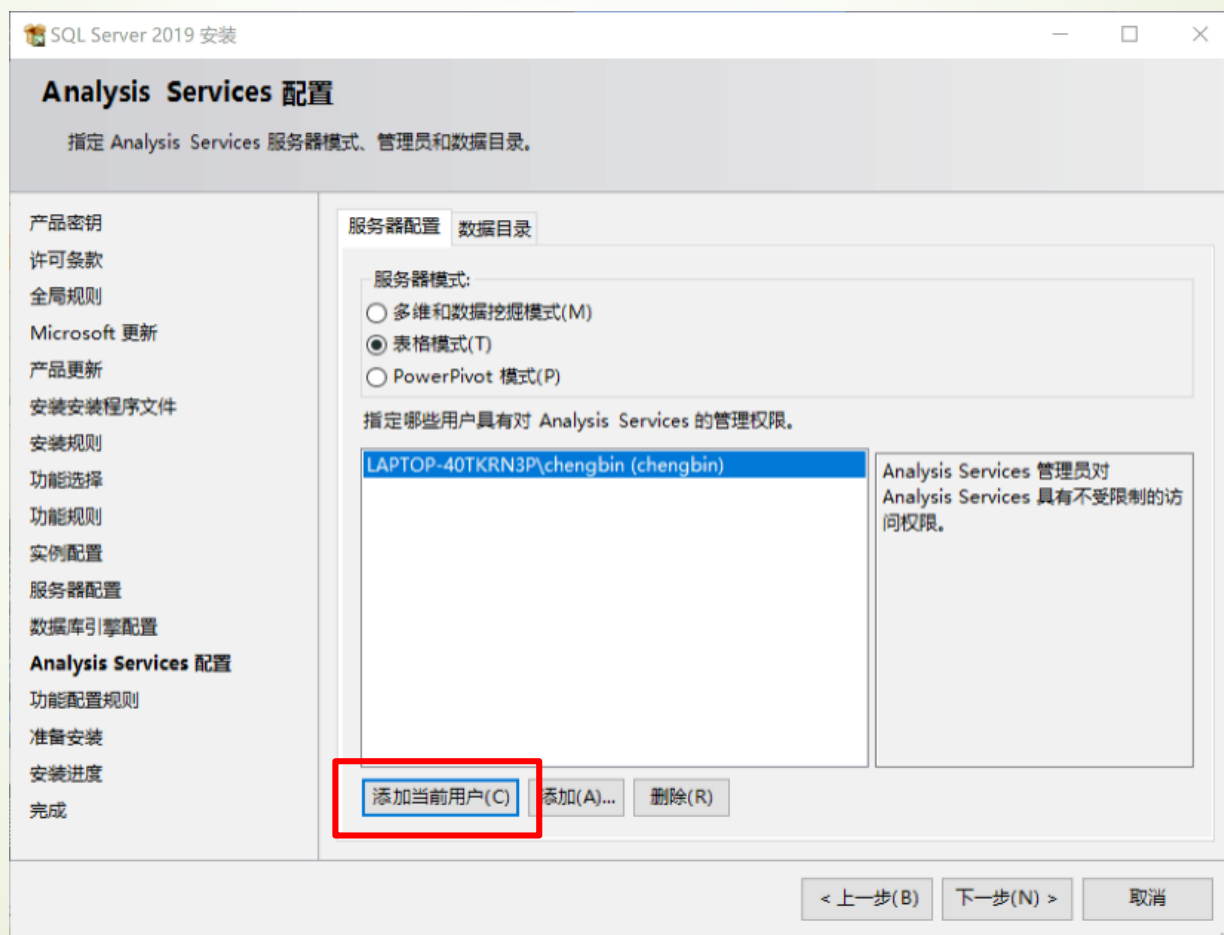 SQL Server 2019 安装
Analysis Services 配置
指定 Analysis Services 服务器模式、管理员和数据目录。
产品密钥
许可条款
全局规则
Microsoft 更新
产品更新
安装安装程序文件
安装规则
功能选择
功能规则
实例配置
服务器配置
数据库引擎配置
Analysis Services 配置
功能配置规则
准备安装
安装进度
完成
服务器配置
数据目录
服务器模式:
多维和数据挖掘模式(M)
表格模式(T)
PowerPivot 模式(P)
指定哪些用户具有对 Analysis Services 的管理权限。
LAPTOP-40TKRN3P\chengbin (chengbin)
Analysis Services 管理员对
Analysis Services 具有不受限制的访
问权限。
添加当前用户(C)
添加(A)...
删除(R)
< 上一步(B)
下一步(N) >
取消